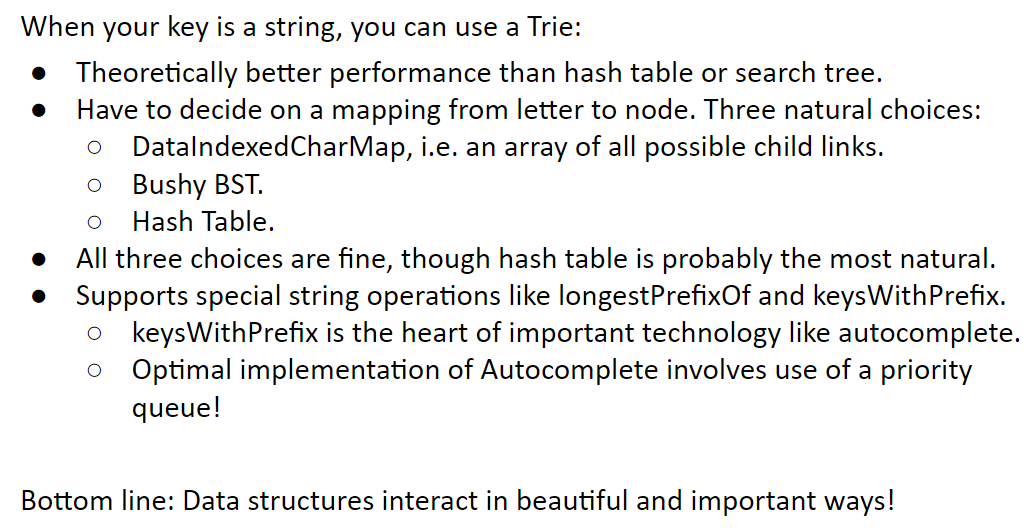 When your key is a string, you can use a Trie:
● Theoretically better performance than hash table or search tree.
● Have to decide on a mapping from letter to node. Three natural choices:
○ DataIndexedCharMap, i.e. an array of all possible child links.
○ Bushy BST.
○ Hash Table.
● All three choices are fine, though hash table is probably the most natural.
● Supports special string operations like longestPrefixOf and keysWithPrefix.
○ keysWithPrefix is the heart of important technology like autocomplete.
○ Optimal implementation of Autocomplete involves use of a priority
queue!
Bottom line: Data structures interact in beautiful and important ways!